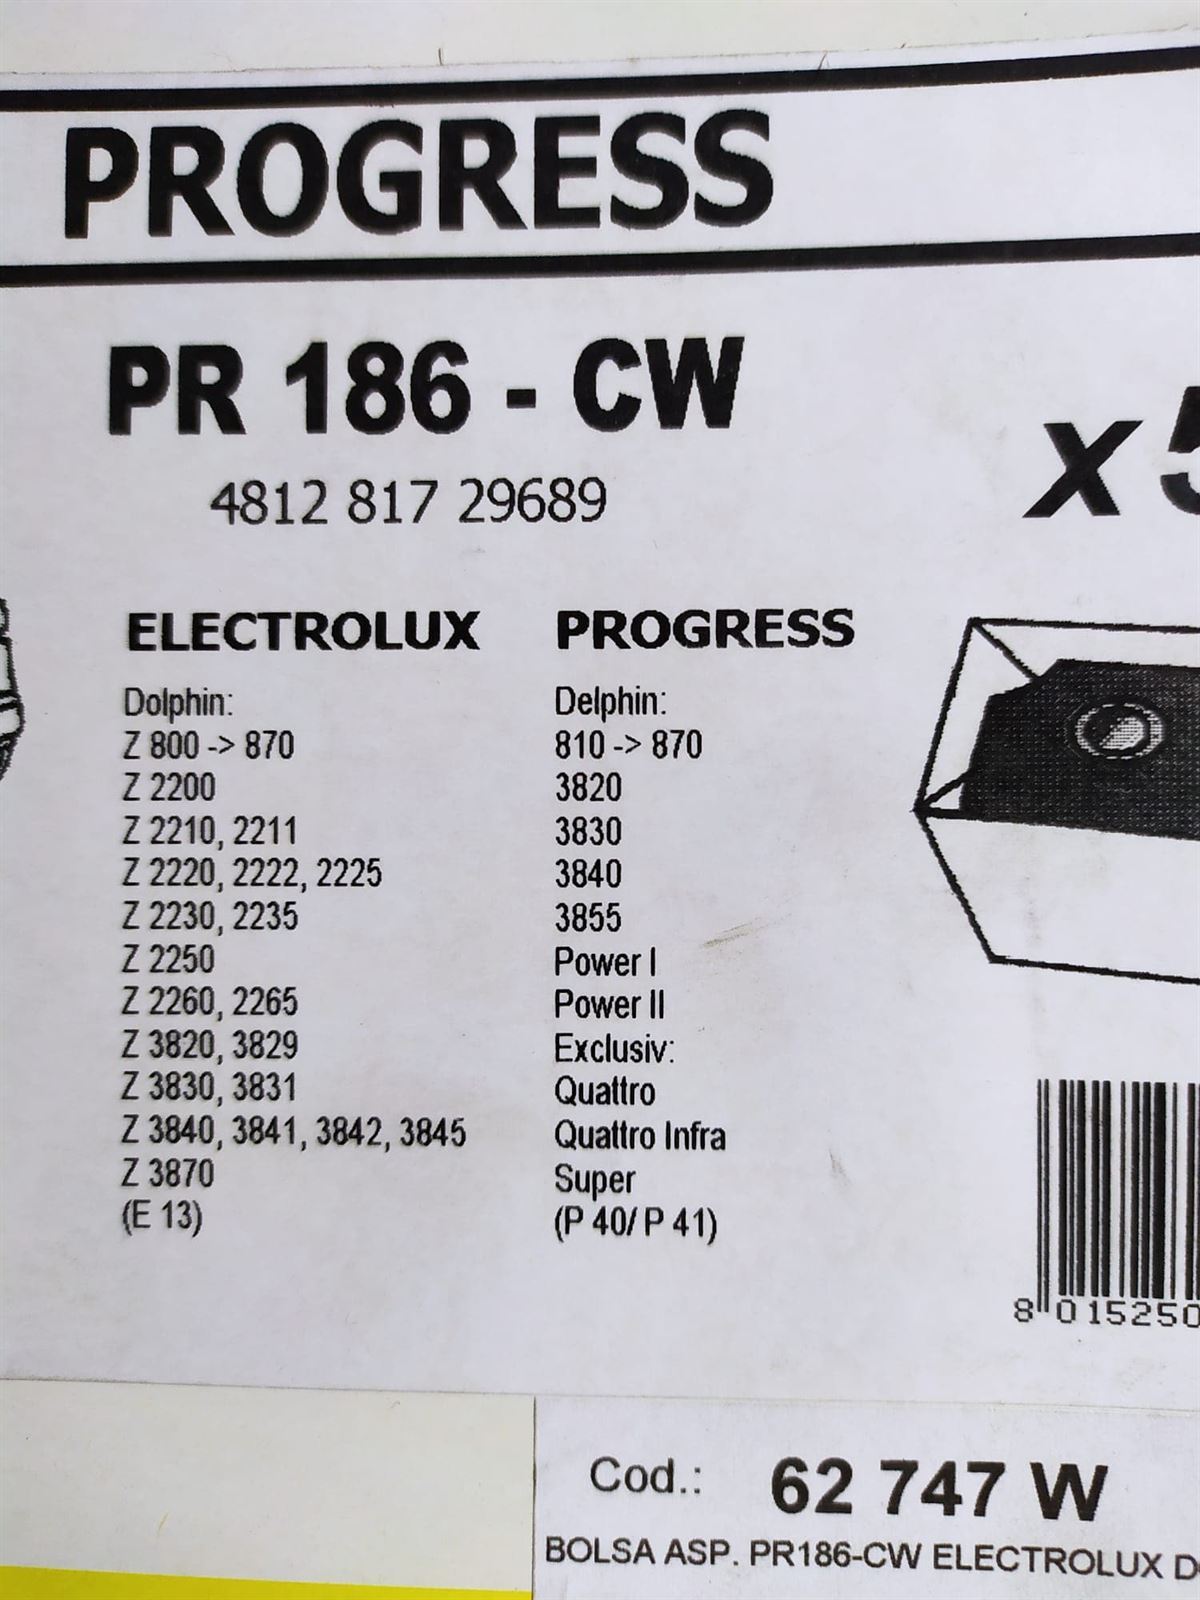 PROGRESS
PR 186 - CW
x 5
4812 817 29689
ELECTROLUX
Dolphin:
Z 800 -> 870
Z 2200
Z 2210, 2211
Z 2220, 2222, 2225
Z 2230, 2235
Z 2250
Z 2260, 2265
Z 3820, 3829
Z 3830, 3831
Z 3840, 3841, 3842, 3845
Z 3870
(E 13)
PROGRESS
Delphin:
810 -> 870
3820
3830
3840
3855
Power I
Power II
Exclusiv:
Quattro
Quattro Infra
Super
(P 40/ P 41)
8 015250
Cod.: 62 747 W
BOLSA ASP. PR186-CW ELECTROLUX